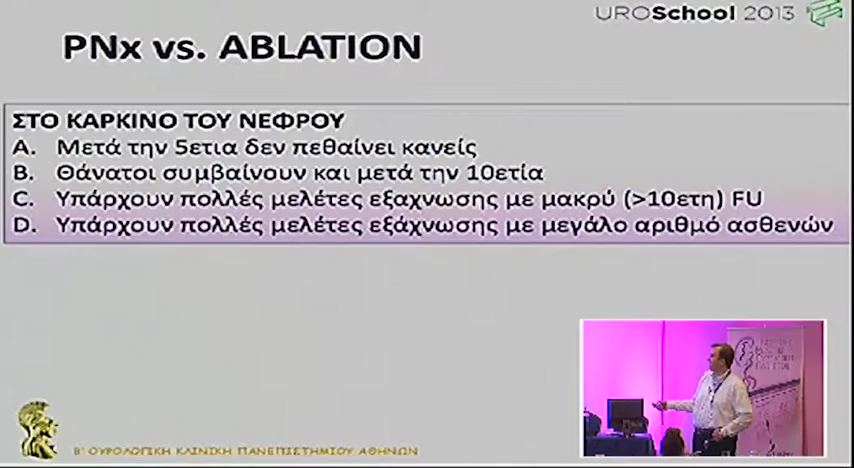 UROSchool 2013
PNx vs. ABLATION
ΣΤΟ ΚΑΡΚΙΝΟ ΤΟΥ ΝΕΦΡΟΥ
A. Μετά την 5ετια δεν πεθαίνει κανείς
B. Θάνατοι συμβαίνουν και μετά την 10ετία
C. Υπάρχουν πολλές μελέτες εξαχνωσης με μακρύ (>10ετη) FU
D. Υπάρχουν πολλές μελέτες εξάχνωσης με μεγάλο αριθμό ασθενών
Β' ΟΥΡΟΛΟΓΙΚΗ ΚΛΙΝΙΚΗ ΠΑΝΕΠΙΣΤΗΜΙΟΥ ΑΘΗΝΩΝ